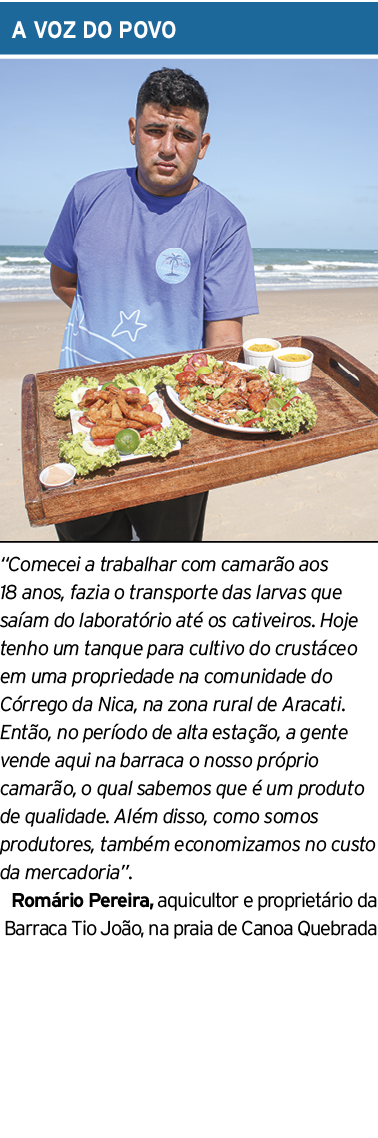 A VOZ DO POVO
“Comecei a trabalhar com camarão aos
18 anos, fazia o transporte das larvas que
saíam do laboratório até os cativeiros. Hoje
tenho um tanque para cultivo do crustáceo
em uma propriedade na comunidade do
Córrego da Nica, na zona rural de Aracati.
Então, no período de alta estação, a gente
vende aqui na barraca o nosso próprio
camarão, o qual sabemos que é um produto
de qualidade. Além disso, como somos
produtores, também economizamos no custo
da mercadoria”.
Romário Pereira, aquicultor e proprietário da
Barraca Tio João, na praia de Canoa Quebrada